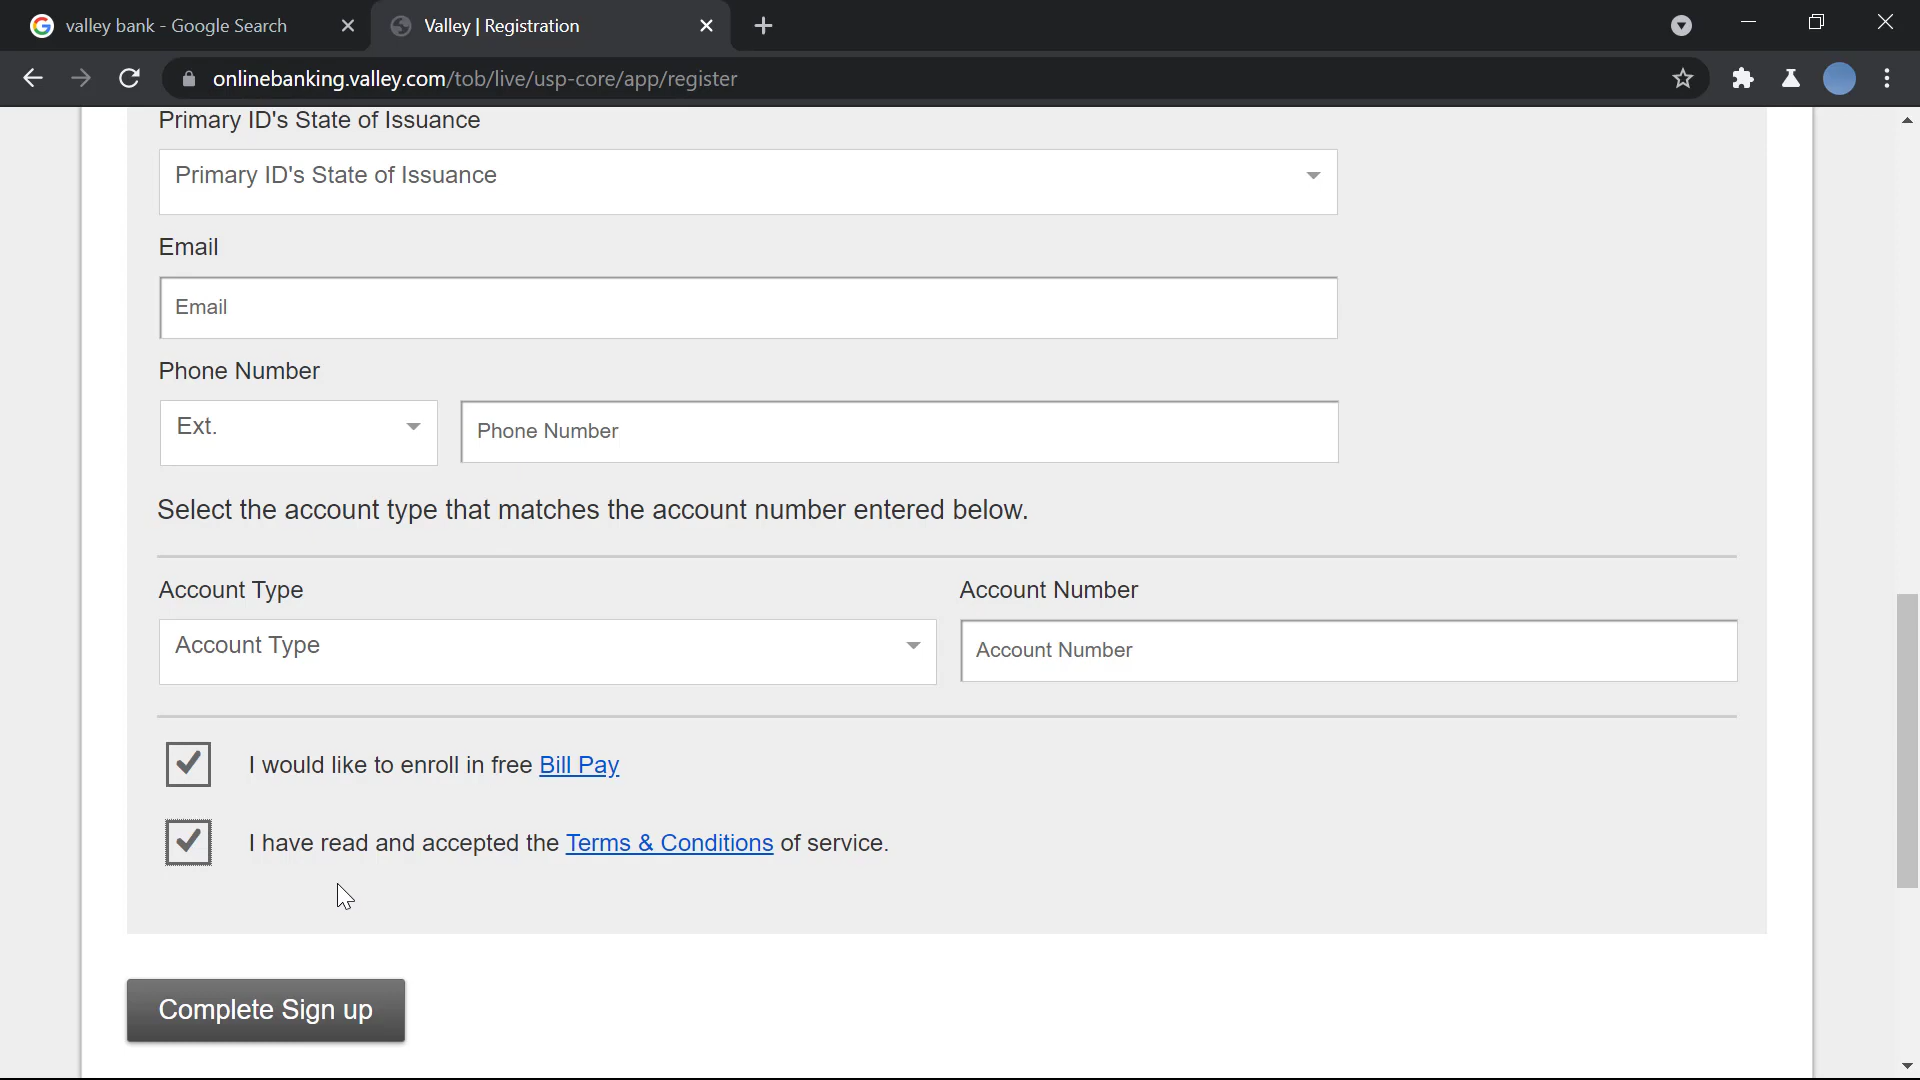 valley bank - Google Search
Valley | Registration
onlinebanking.valley.com/tob/live/usp-core/app/register
Primary ID's State of Issuance
Primary ID's State of Issuance
Email
Email
Phone Number
Ext.
Phone Number
Select the account type that matches the account number entered below.
Account Type
Account Number
Account Type
Account Number
I would like to enroll in free Bill Pay
I have read and accepted the Terms & Conditions of service.
Complete Sign up